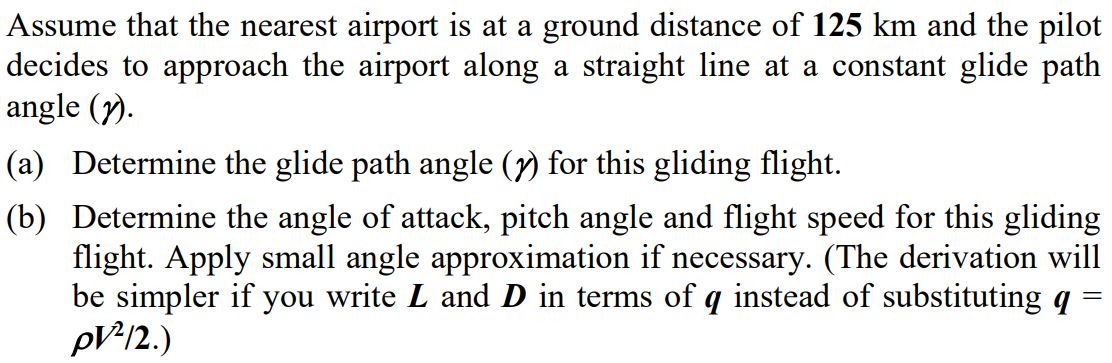 Assume that the nearest airport is at a ground distance of 125 km and the pilot
decides to approach the airport along a straight line at a constant glide path
angle (γ).
(a) Determine the glide path angle (γ) for this gliding flight.
(b) Determine the angle of attack, pitch angle and flight speed for this gliding
flight. Apply small angle approximation if necessary. (The derivation will
be simpler if you write L and D in terms of q instead of substituting q =
ρV²/2.)